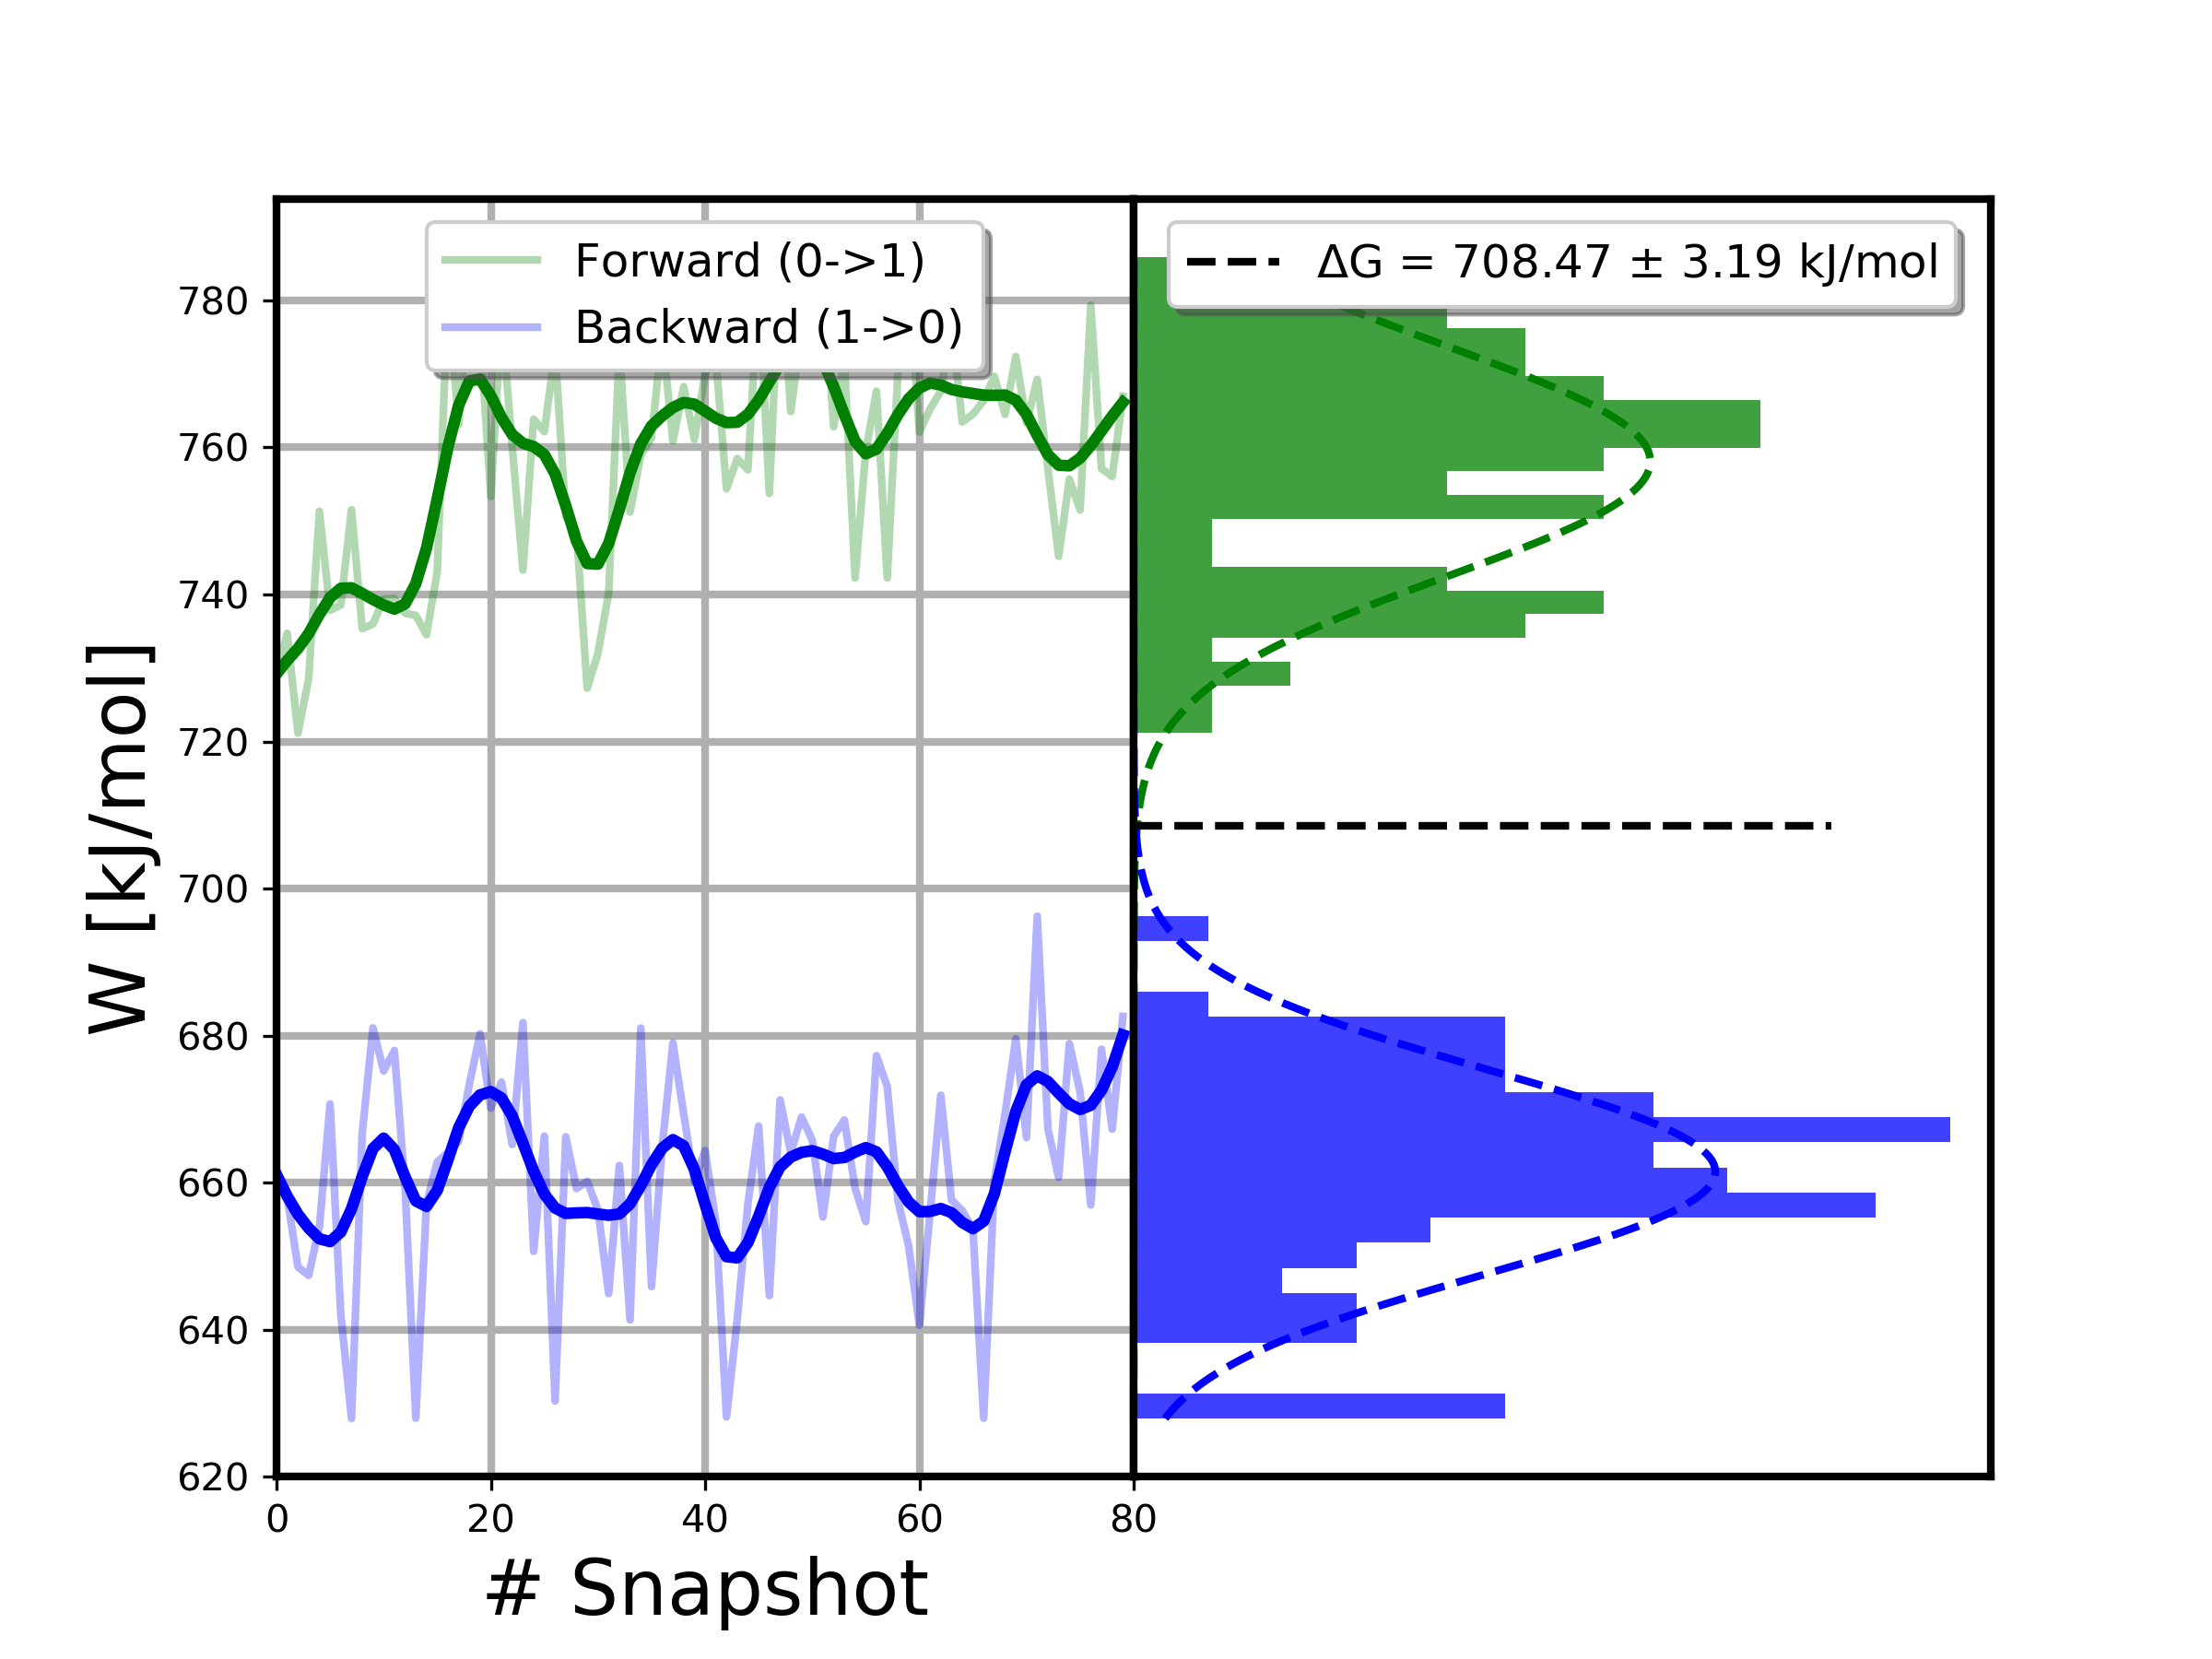 Forward (0->1)
Backward (1->0)
ΔG = 708.47 ± 3.19 kJ/mol
W [kJ/mol]
780
760
740
720
700
680
660
640
620
0 20 40 60 80
# Snapshot